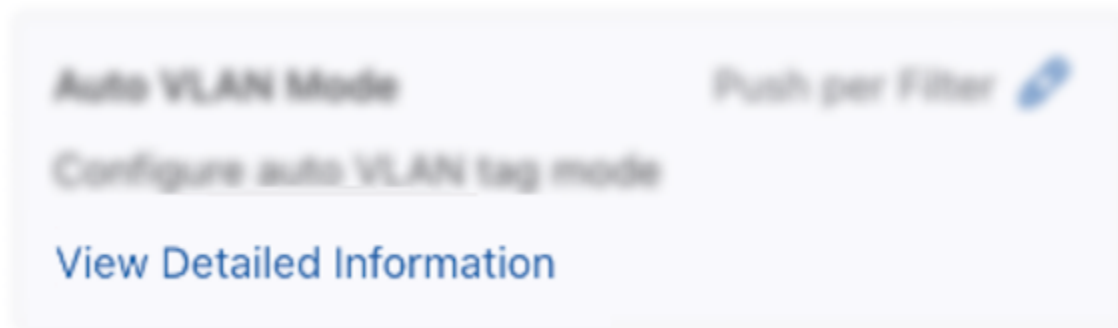 Auto VLAN Mode Push per Filter
Configure auto VLAN tag mode
View Detailed Information